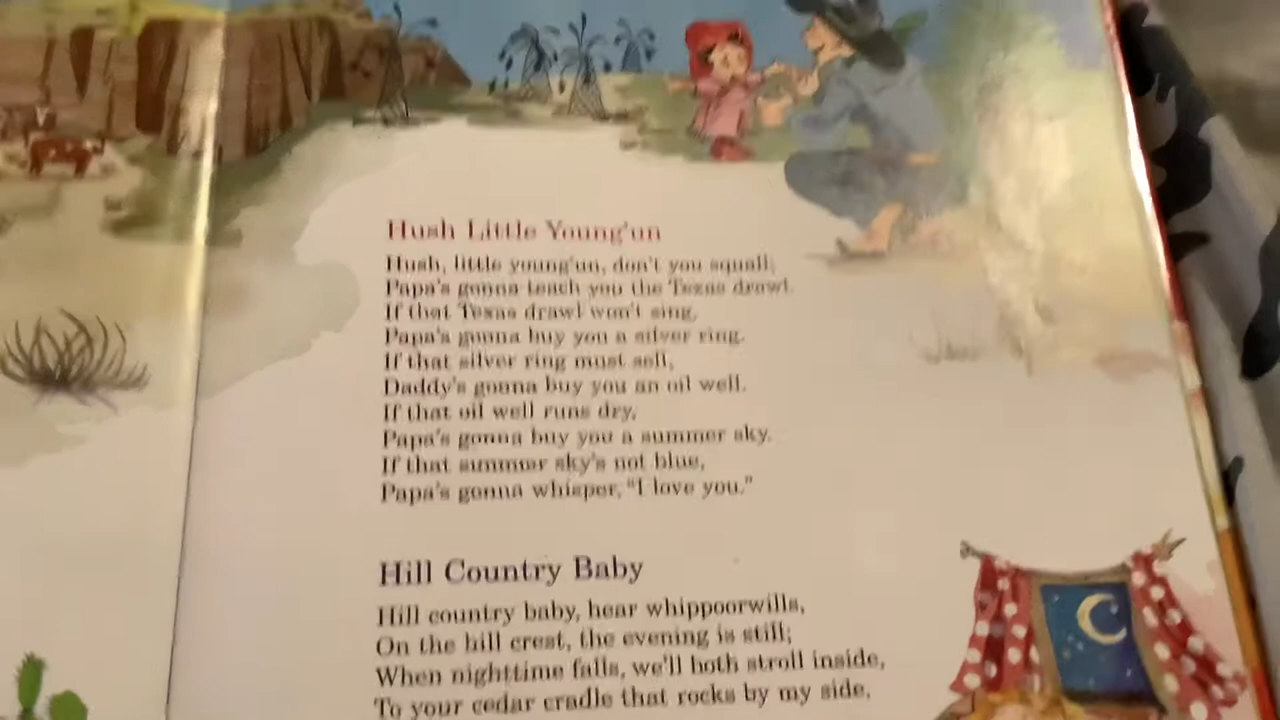 Hush Little Young'un
Hush, little young'un, don't you squall;
Papa's gonna teach you the Texas drawl.
If that Texas drawl won't sing,
Papa's gonna buy you a silver ring.
If that silver ring must sell,
Daddy's gonna buy you an oil well.
If that oil well runs dry,
Papa's gonna buy you a summer sky.
If that summer sky's not blue,
Papa's gonna whisper, “I love you.”
Hill Country Baby
Hill country baby, hear whippoorwills,
On the hill crest, the evening is still;
When nighttime falls, we'll both stroll inside,
To your cedar cradle that rocks by my side,